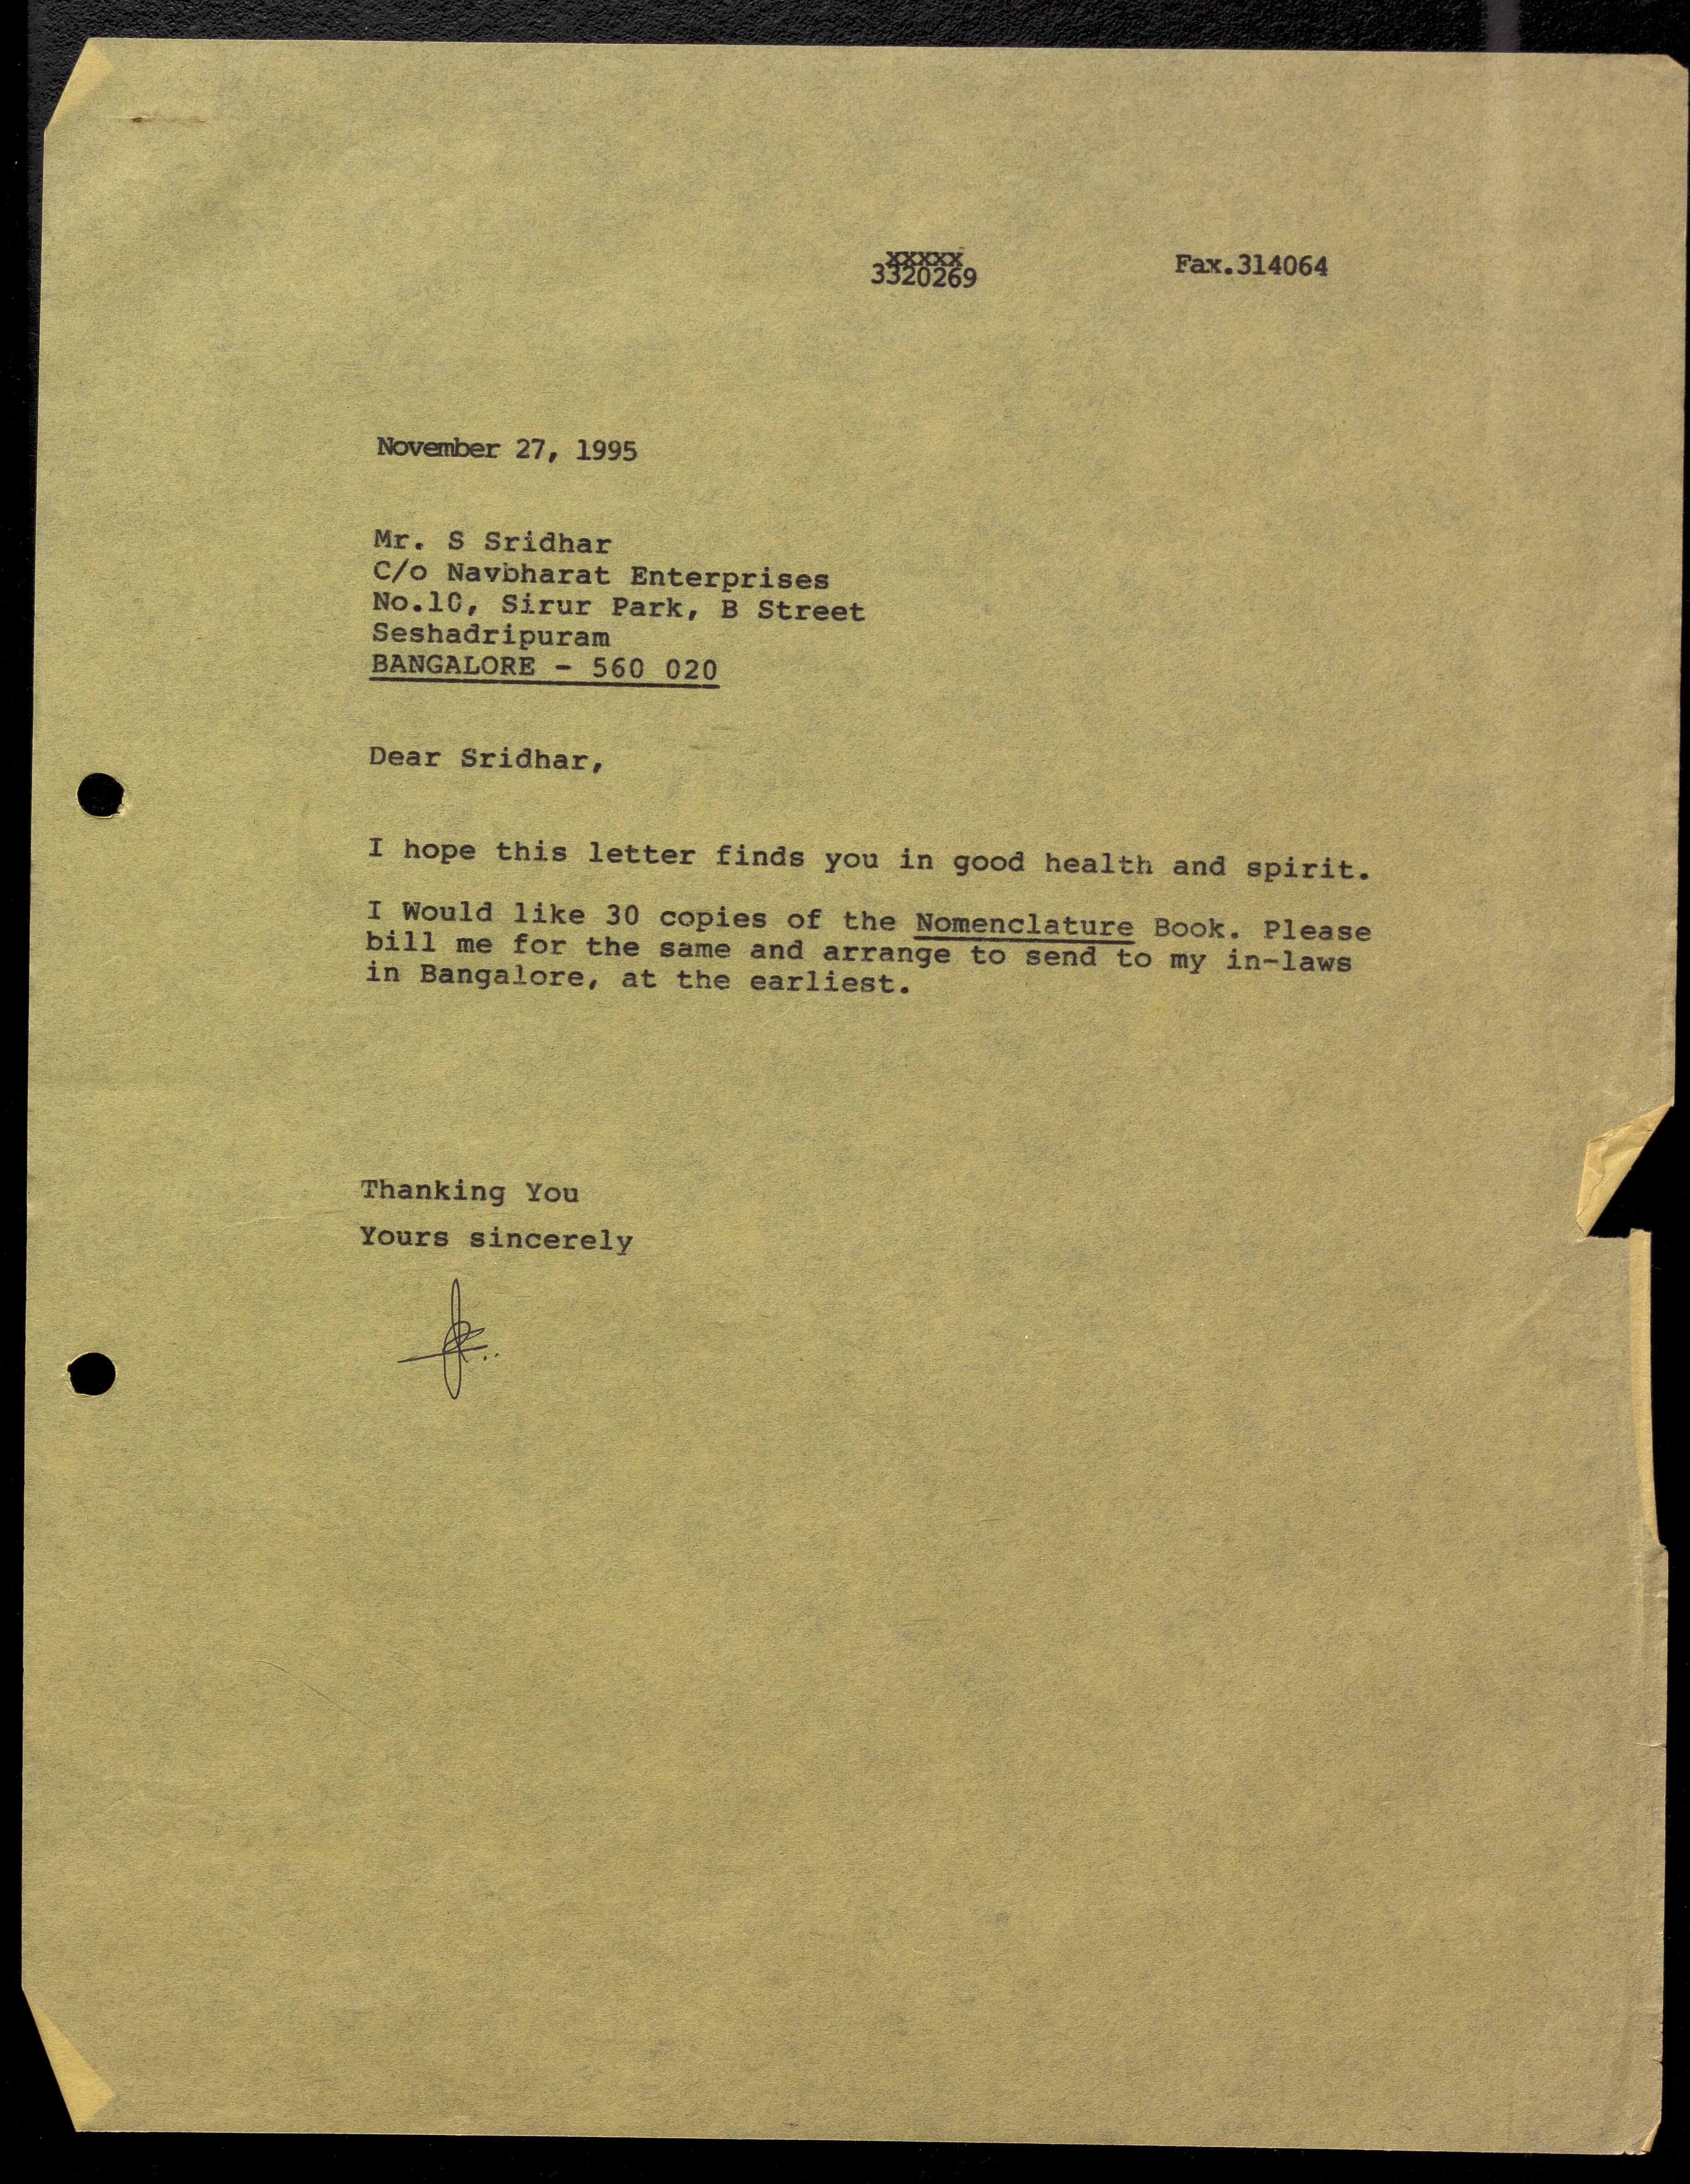 xxxxx
3320269 Fax.314064
November 27, 1995
Mr. S Sridhar
C/o Navbharat Enterprises
No.10, Sirur Park, B Street
Seshadripuram
BANGALORE - 560 020
Dear Sridhar,
I hope this letter finds you in good health and spirit.
I Would like 30 copies of the Nomenclature Book. Please
bill me for the same and arrange to send to my in-laws
in Bangalore, at the earliest.
Thanking You
Yours sincerely